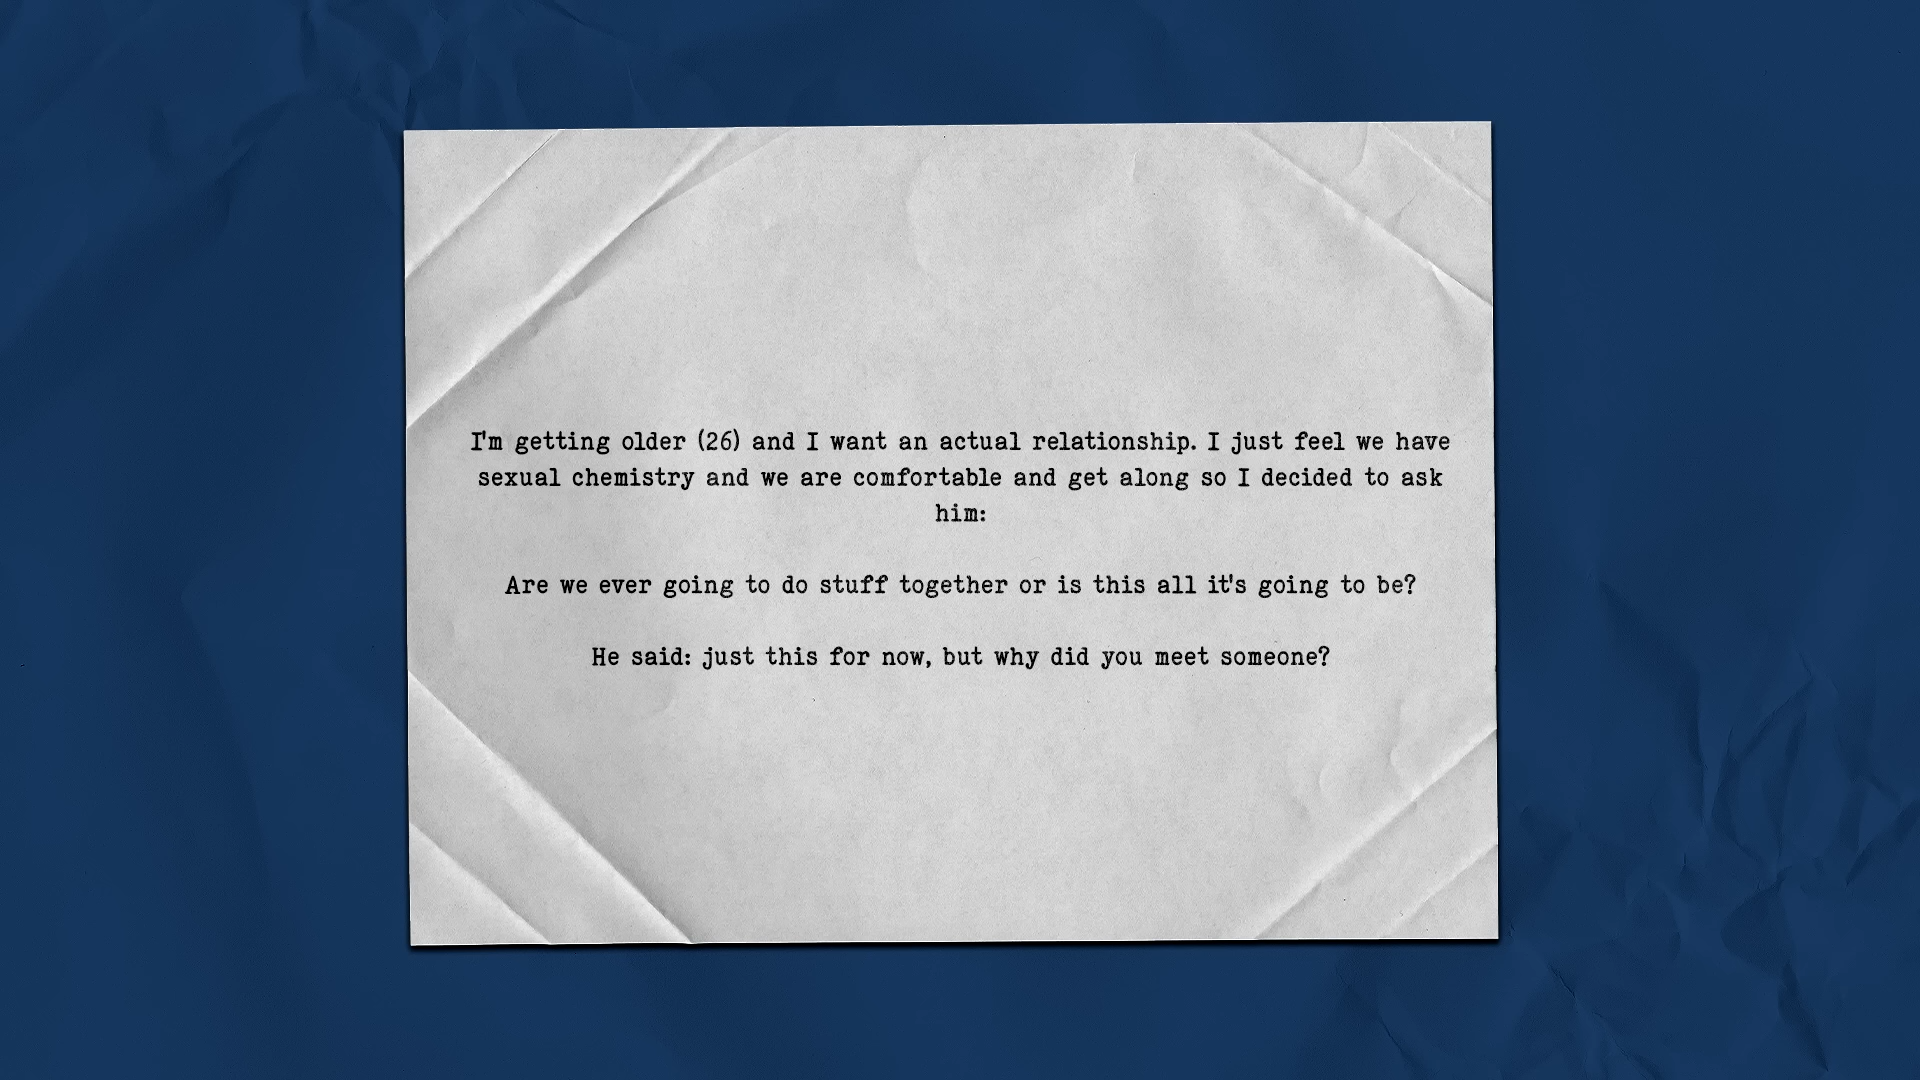 I'm getting older (26) and I want an actual relationship. I just feel we have
sexual chemistry and we are comfortable and get along so I decided to ask
him:
Are we ever going to do stuff together or is this all it's going to be?
He said: just this for now, but why did you meet someone?